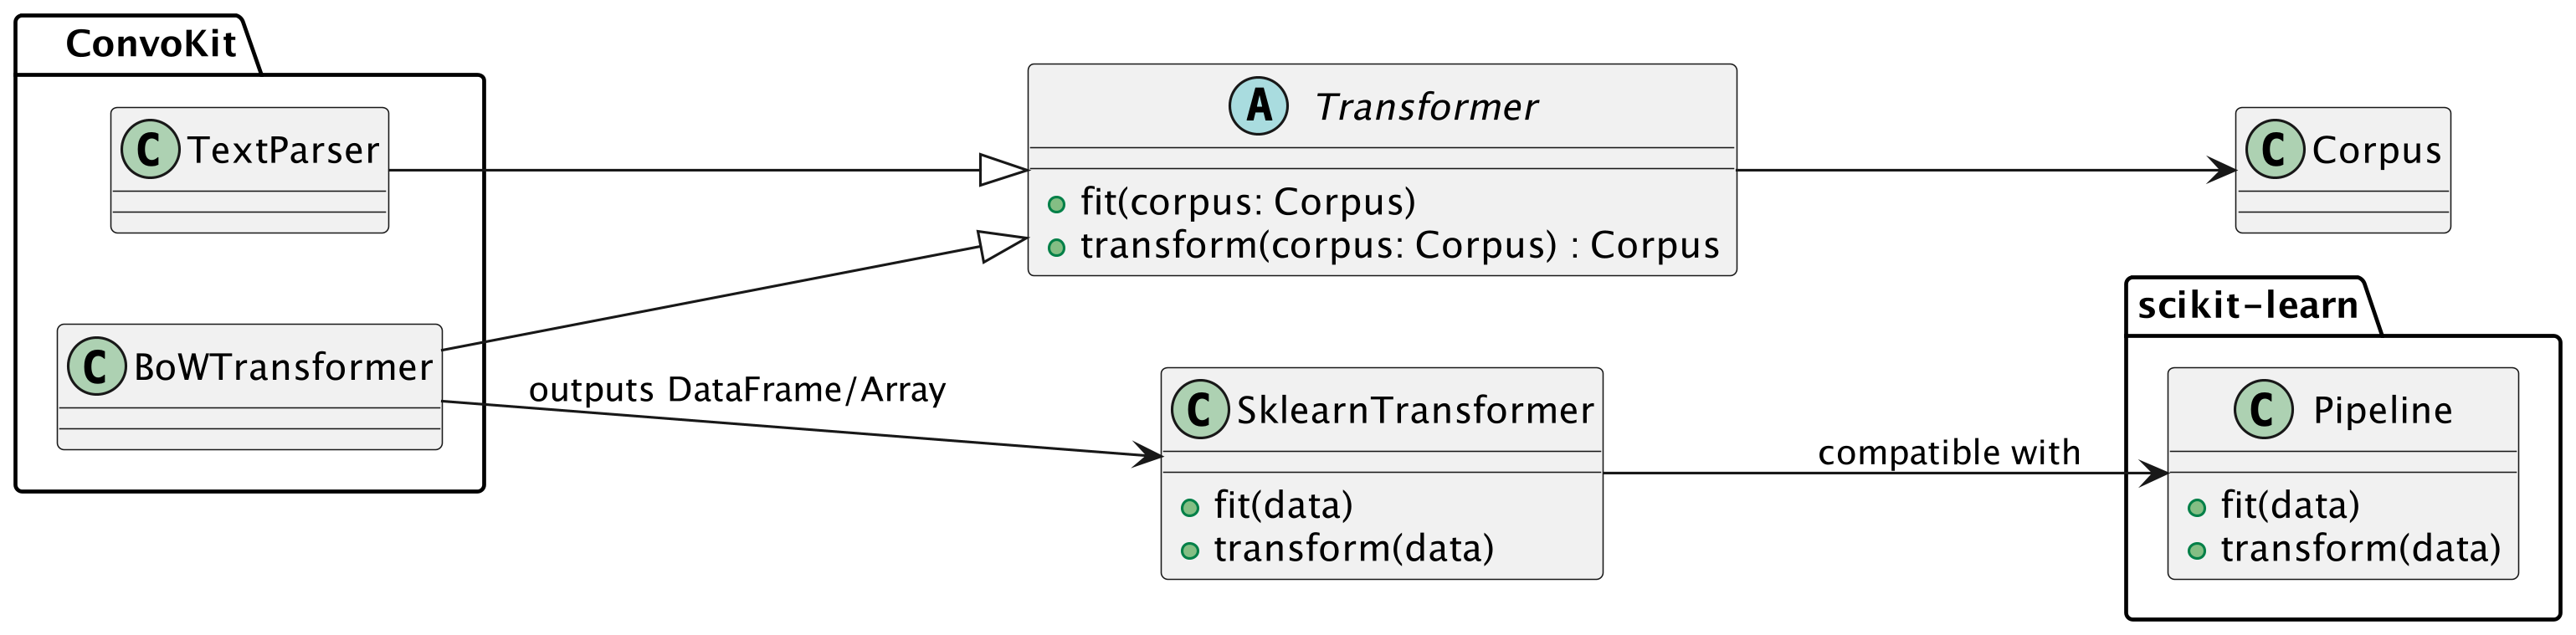 ConvoKit
C TextParser
C BoWTransformer
A Transformer
fit(corpus: Corpus)
transform(corpus: Corpus) : Corpus
C Corpus
outputs DataFrame/Array
C SklearnTransformer
fit(data)
transform(data)
compatible with
scikit-learn
C Pipeline
fit(data)
transform(data)